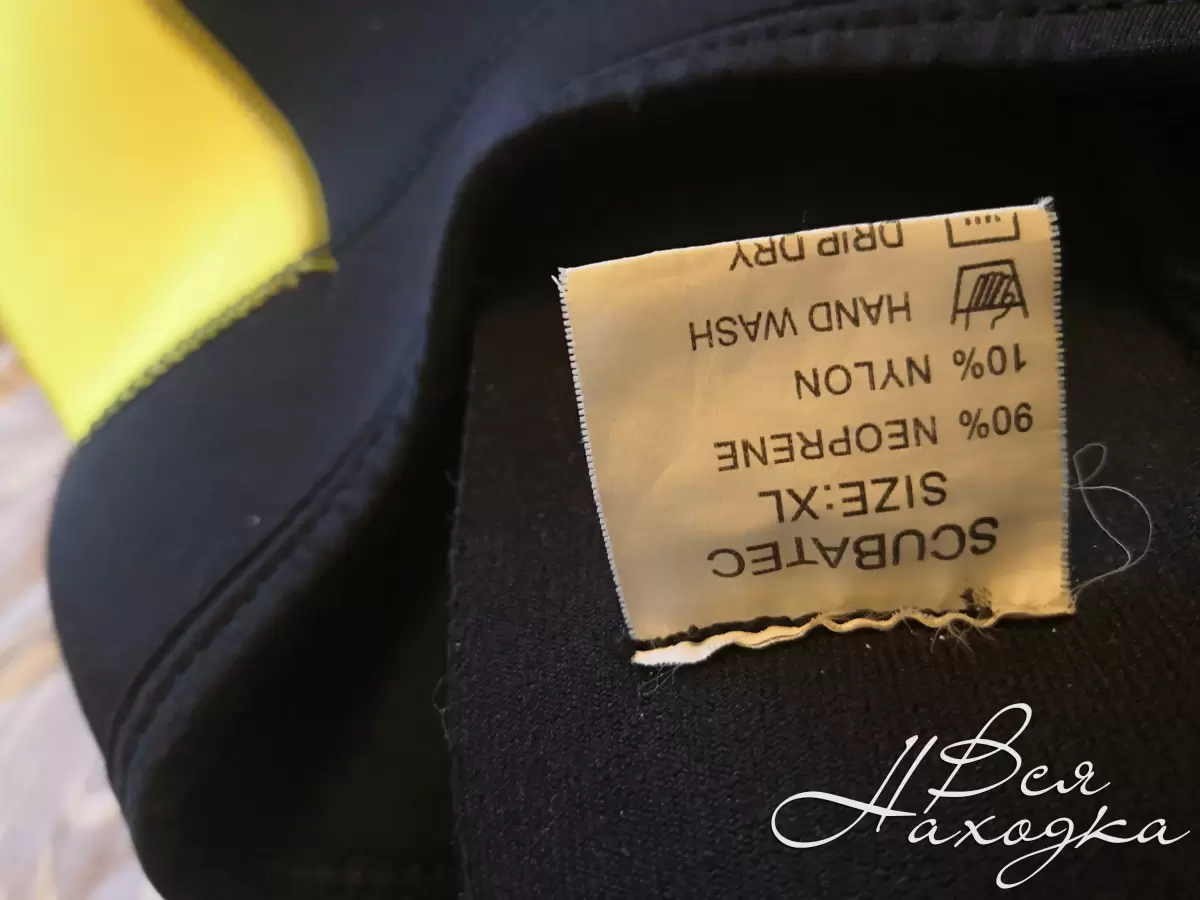 SCUBATEC
SIZE:XL
90% NEOPRENE
10% NYLON
HAND WASH
DRIP DRY
Вся
Находка